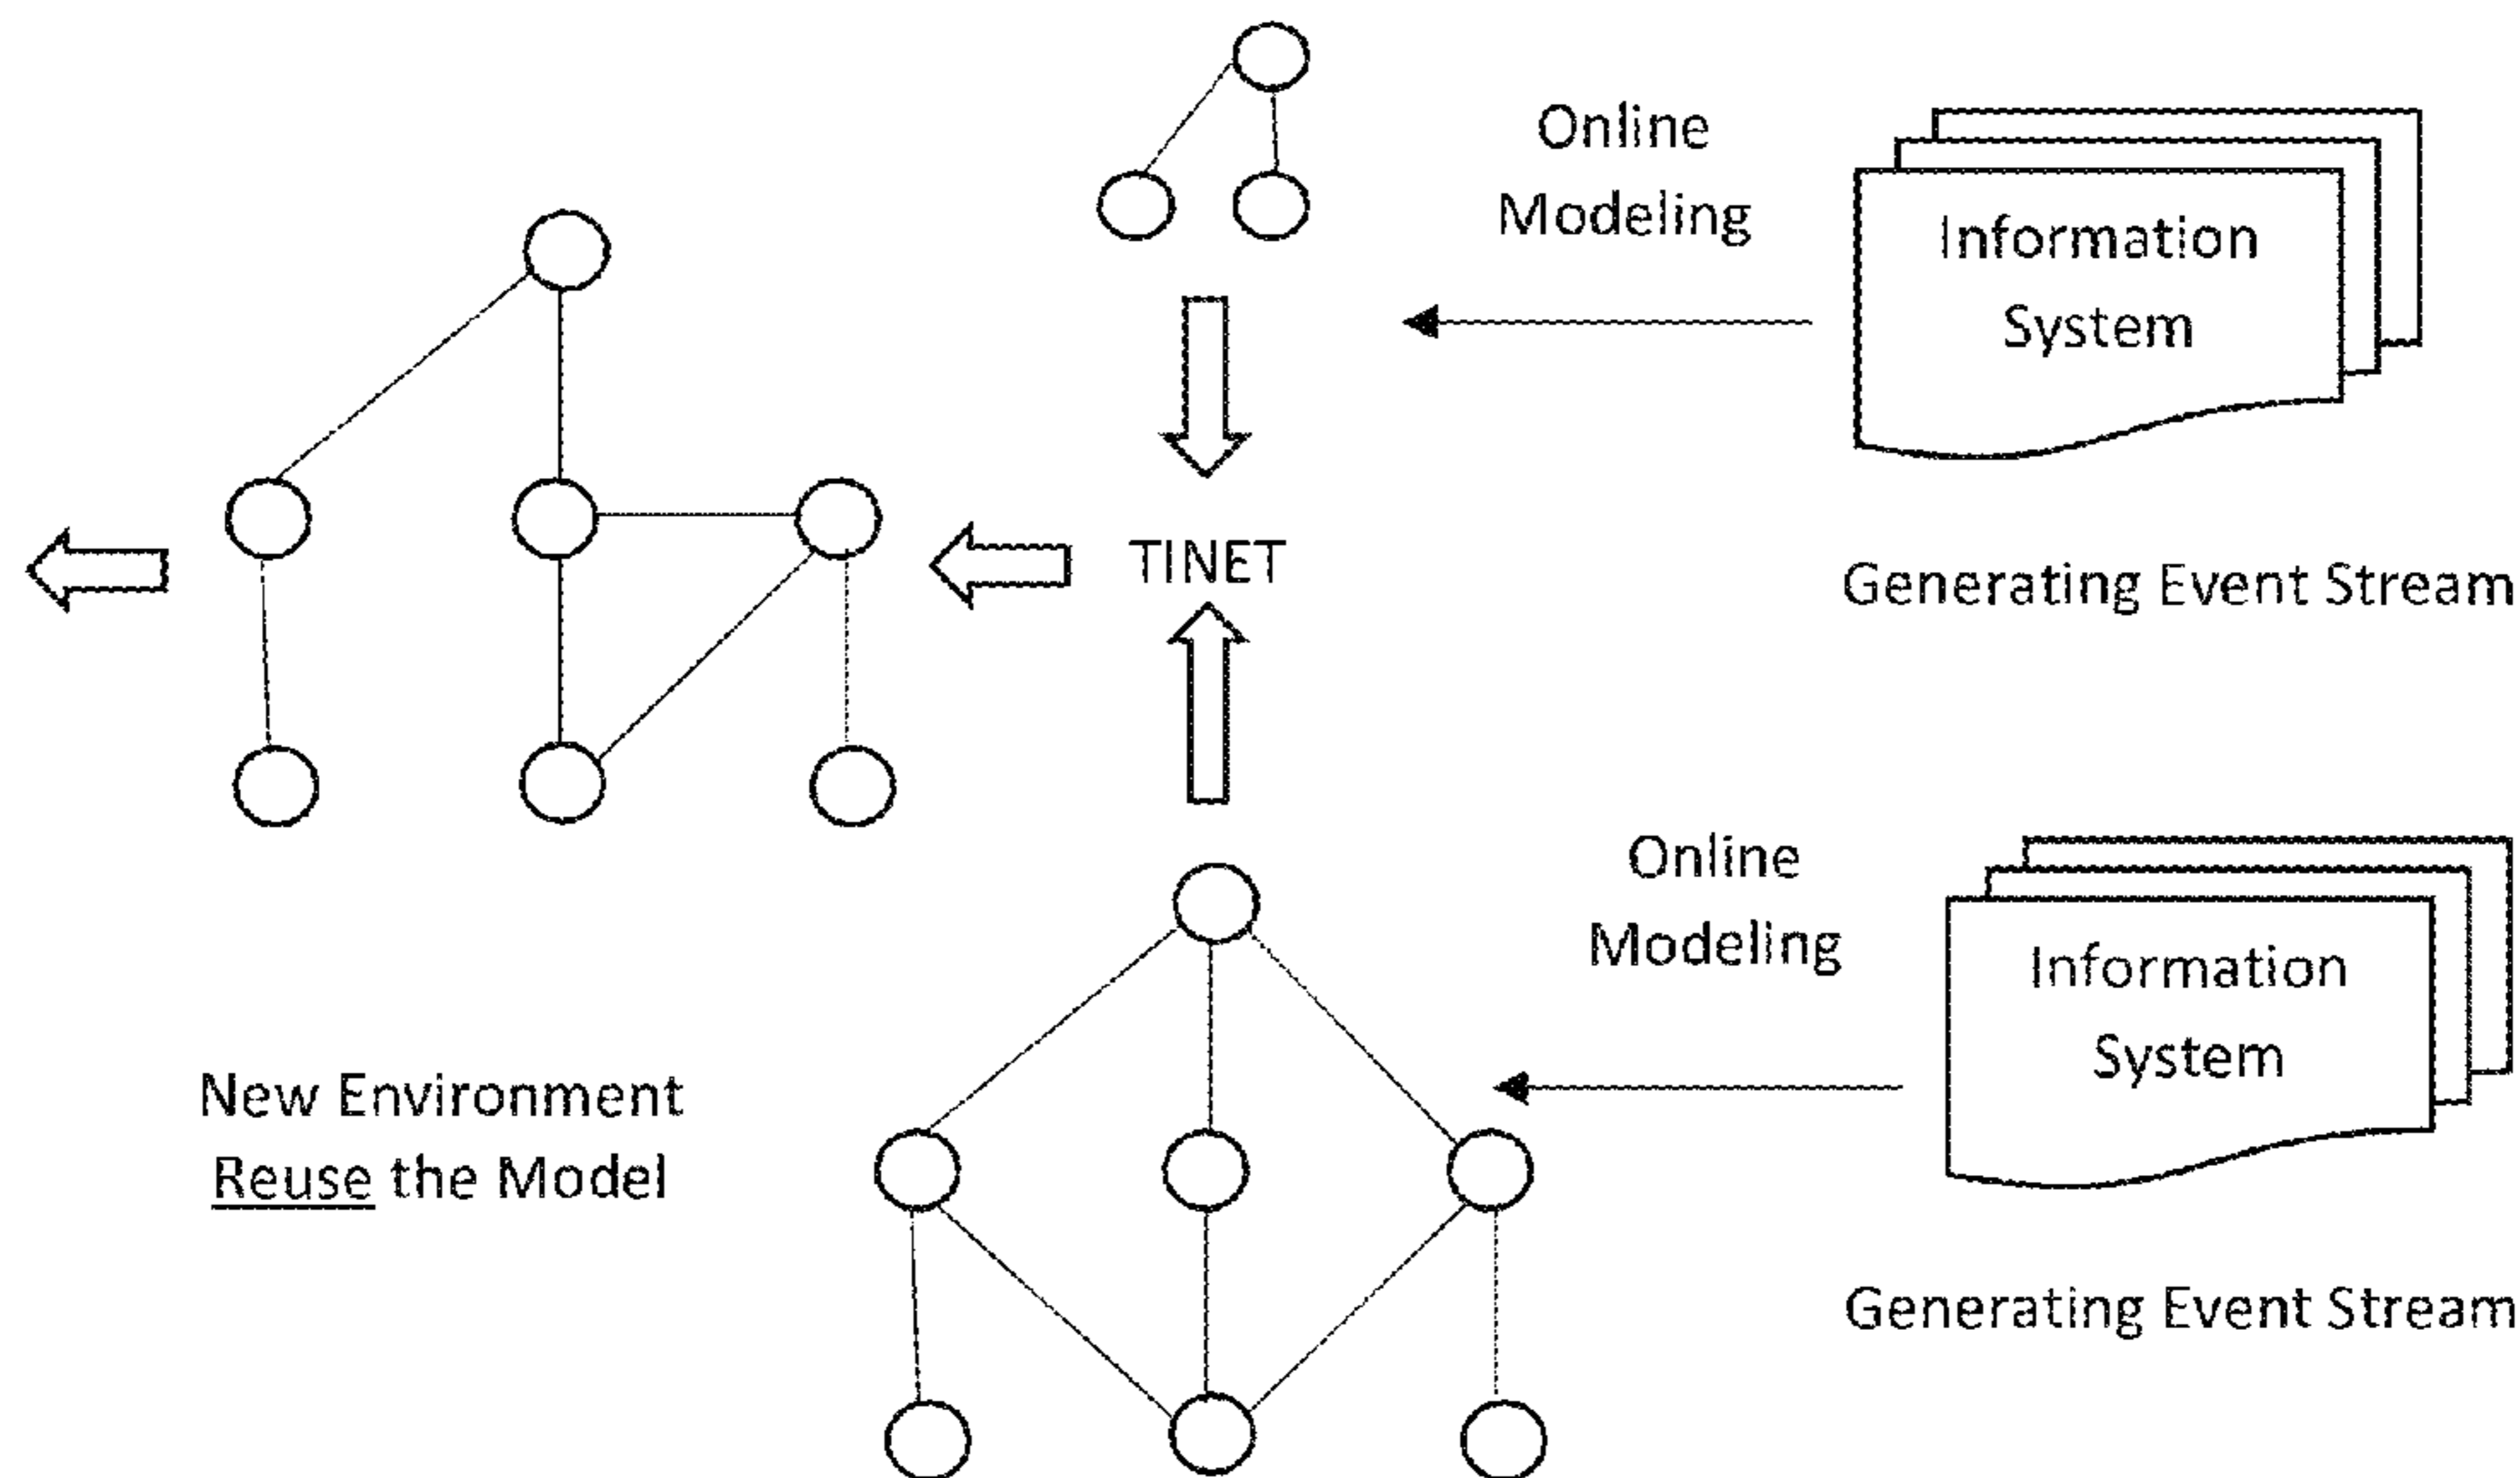 Online
Modeling
Information
System
TINET
Generating Event Stream
Online
Modeling
Information
System
New Environment
Reuse the Model
Generating Event Stream